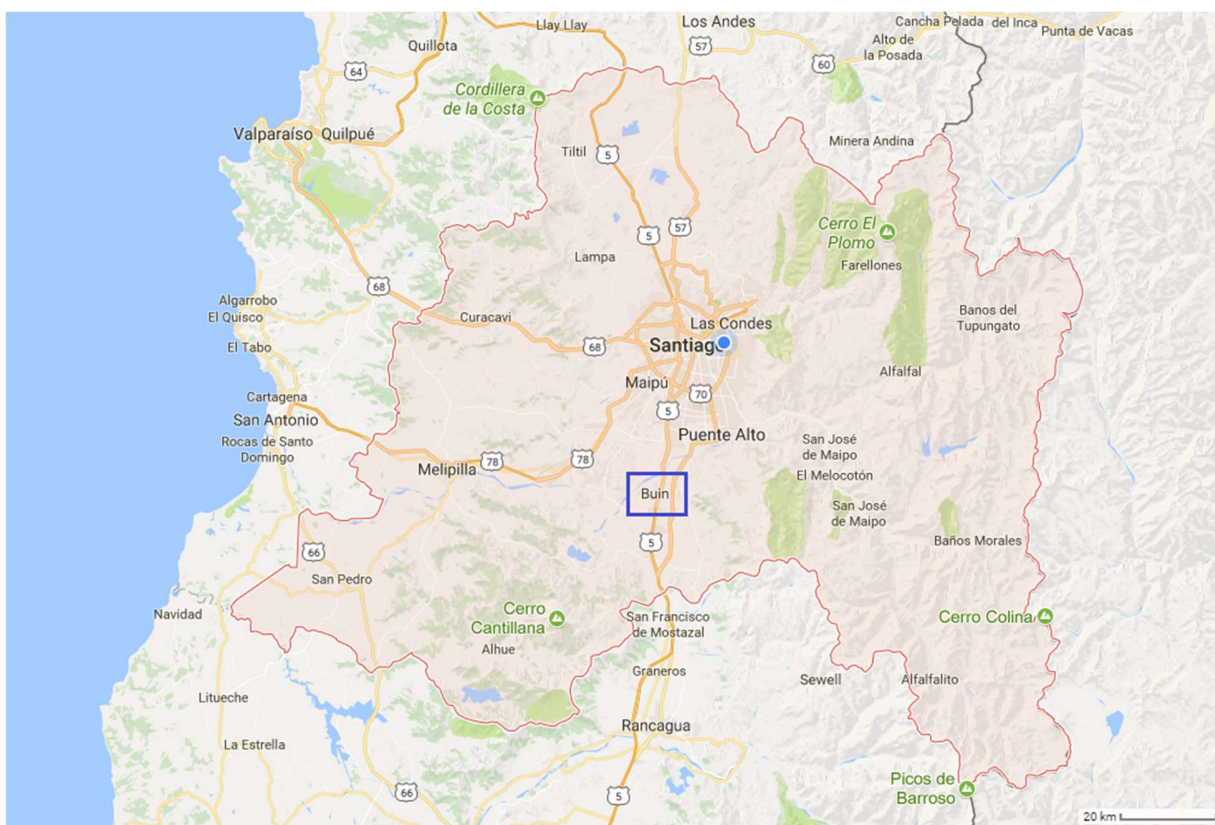 Llay Llay
Los Andes
Cancha Pelada
del Inca
Punta de Vacas
57
Alto de
la Posada
Quillota
64
60
Cordillera
de la Costa
Valparaíso
Quilpué
Minera Andina
Tiltil
5
57
5
Cerro El
Plomo
Lampa
Farellones
68
Algarrobo
El Quisco
Banos del
Tupungato
Curacavi
Las Condes
68
Santiago
El Tabo
Alfalfal
Maipú
Cartagena
70
5
San Antonio
Puente Alto
Rocas de Santo
Domingo
San José
de Maipo
78
78
Melipilla
El Melocotón
Buin
San José
de Maipo
5
Baños Morales
66
San Pedro
Navidad
Cerro
Cantillana
San Francisco
de Mostazal
Cerro Colina
Alhue
Graneros
Sewell
Alfalfalito
Litueche
Rancagua
La Estrella
Picos de
Barroso
66
5
20 km